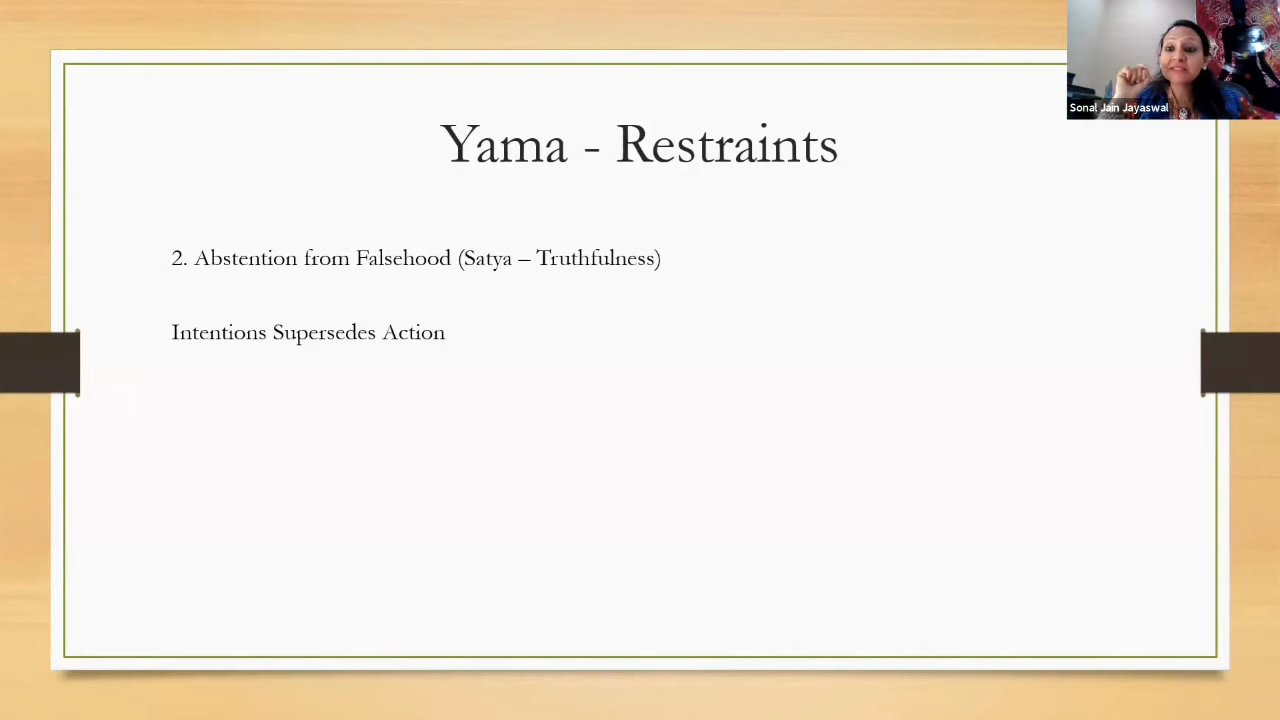 Sonal Jain Jayaswal
Yama - Restraints
2. Abstention from Falsehood (Satya – Truthfulness)
Intentions Supersedes Action